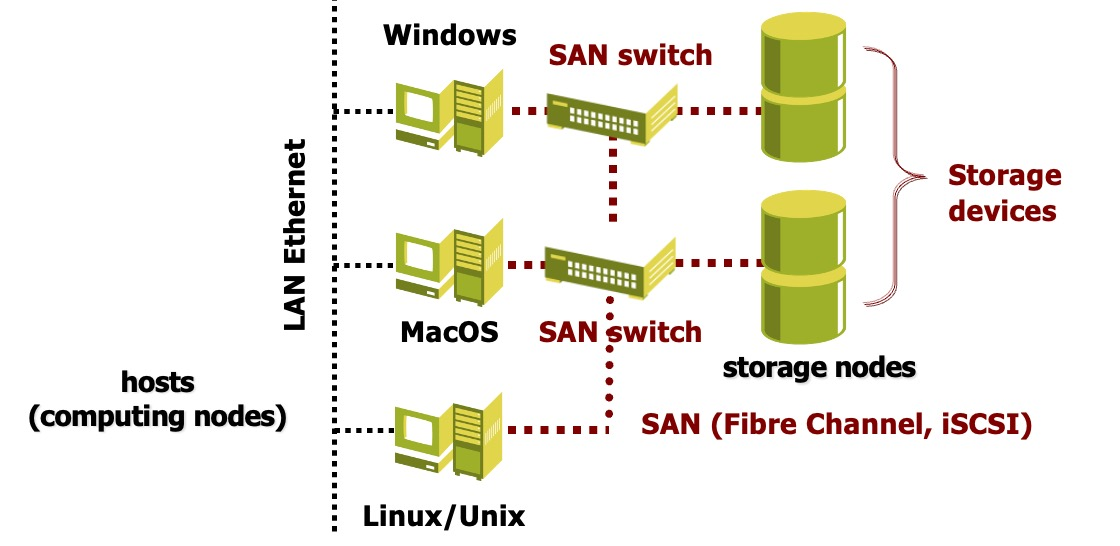 Windows
SAN switch
LAN Ethernet
Storage
devices
MacOS
SAN switch
storage nodes
hosts
(computing nodes)
SAN (Fibre Channel, iSCSI)
Linux/Unix